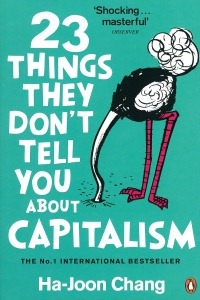 'Shocking...
masterful'
OBSERVER
23
THINGS
THEY
DON'T
TELL
YOU
ABOUT
CAPITALISM
THE NO.1 INTERNATIONAL BESTSELLER
Ha-Joon Chang